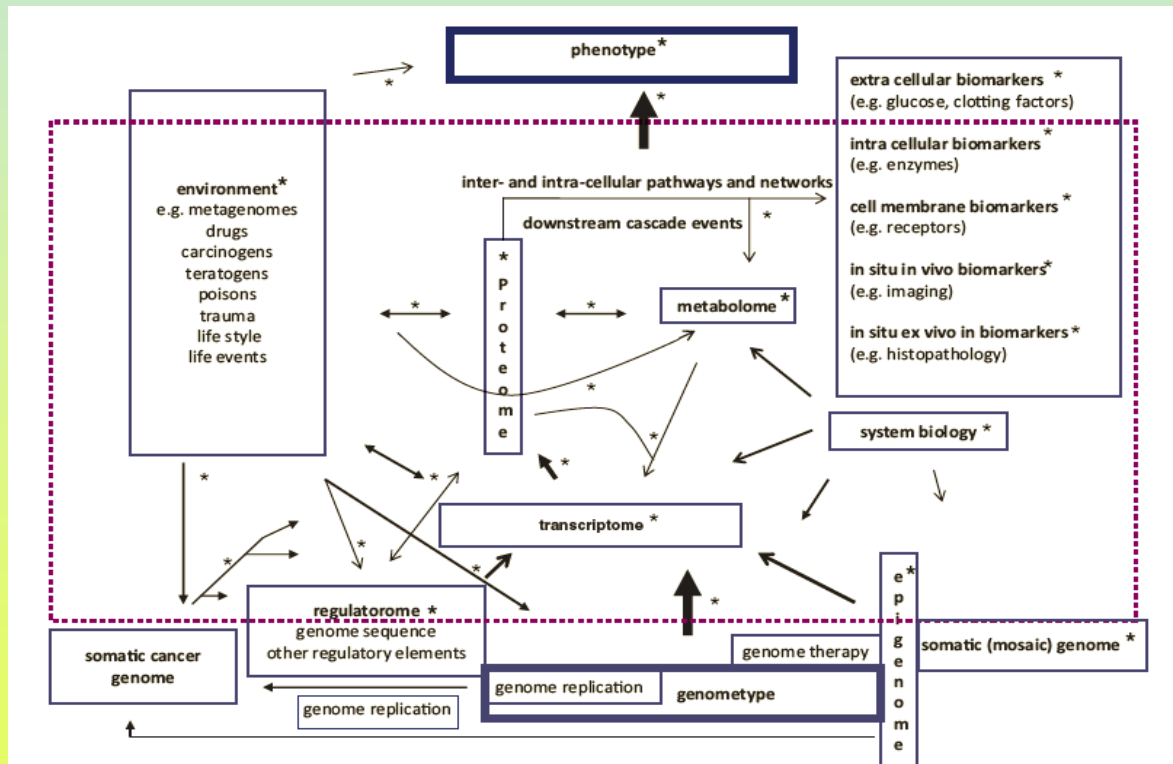 phenotype*
*
*
extra cellular biomarkers *
(e.g. glucose, clotting factors)
intra cellular biomarkers*
(e.g. enzymes)
cell membrane biomarkers *
(e.g. receptors)
in situ in vivo biomarkers*
(e.g. imaging)
in situ ex vivo in biomarkers *
(e.g. histopathology)
environment*
e.g. metagenomes
drugs
carcinogens
teratogens
poisons
trauma
life style
life events
inter- and intra-cellular pathways and networks
downstream cascade events
*
* Proteome
*
*
metabolome*
*
*
system biology *
*
*
*
transcriptome *
*
*
*
*
regulatorome *
genome sequence
other regulatory elements
epigenome*
somatic cancer
genome
genome therapy
somatic (mosaic) genome *
genome replication
genometype
genome replication